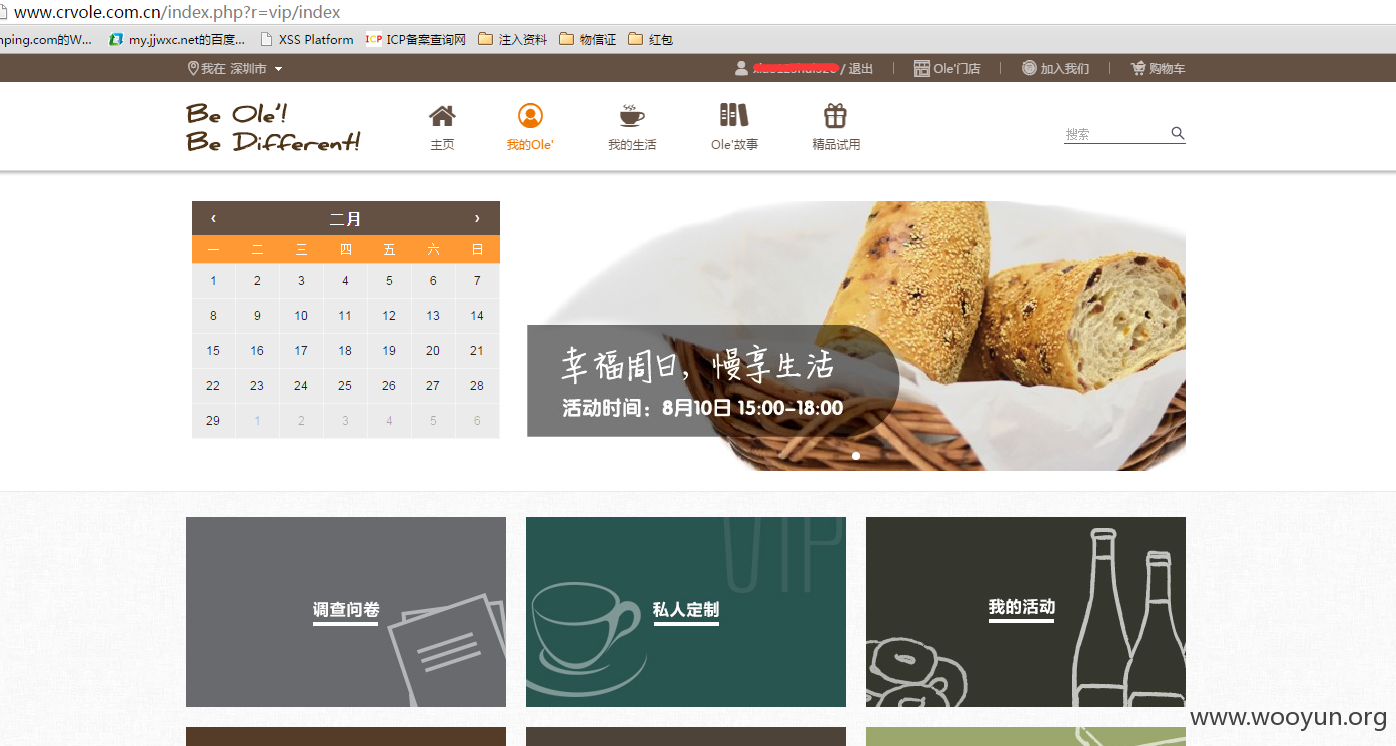 www.crvole.com.cn/index.php?r=vip/index
nping.com的W... my.jjwxc.net的百度... XSS Platform ICP ICP备案查询网 注入资料 物信证 红包
我在 深圳市 / 退出 Ole'门店 加入我们 购物车
Be Ole'!
Be Different!
主页 我的Ole' 我的生活 Ole'故事 精品试用
搜索
‹ 二月 ›
一 二 三 四 五 六 日
1 2 3 4 5 6 7
8 9 10 11 12 13 14
15 16 17 18 19 20 21
22 23 24 25 26 27 28
29 1 2 3 4 5 6
幸福周日，慢享生活
活动时间：8月10日 15:00-18:00
VIP
调查问卷 私人定制 我的活动
www.wooyun.org